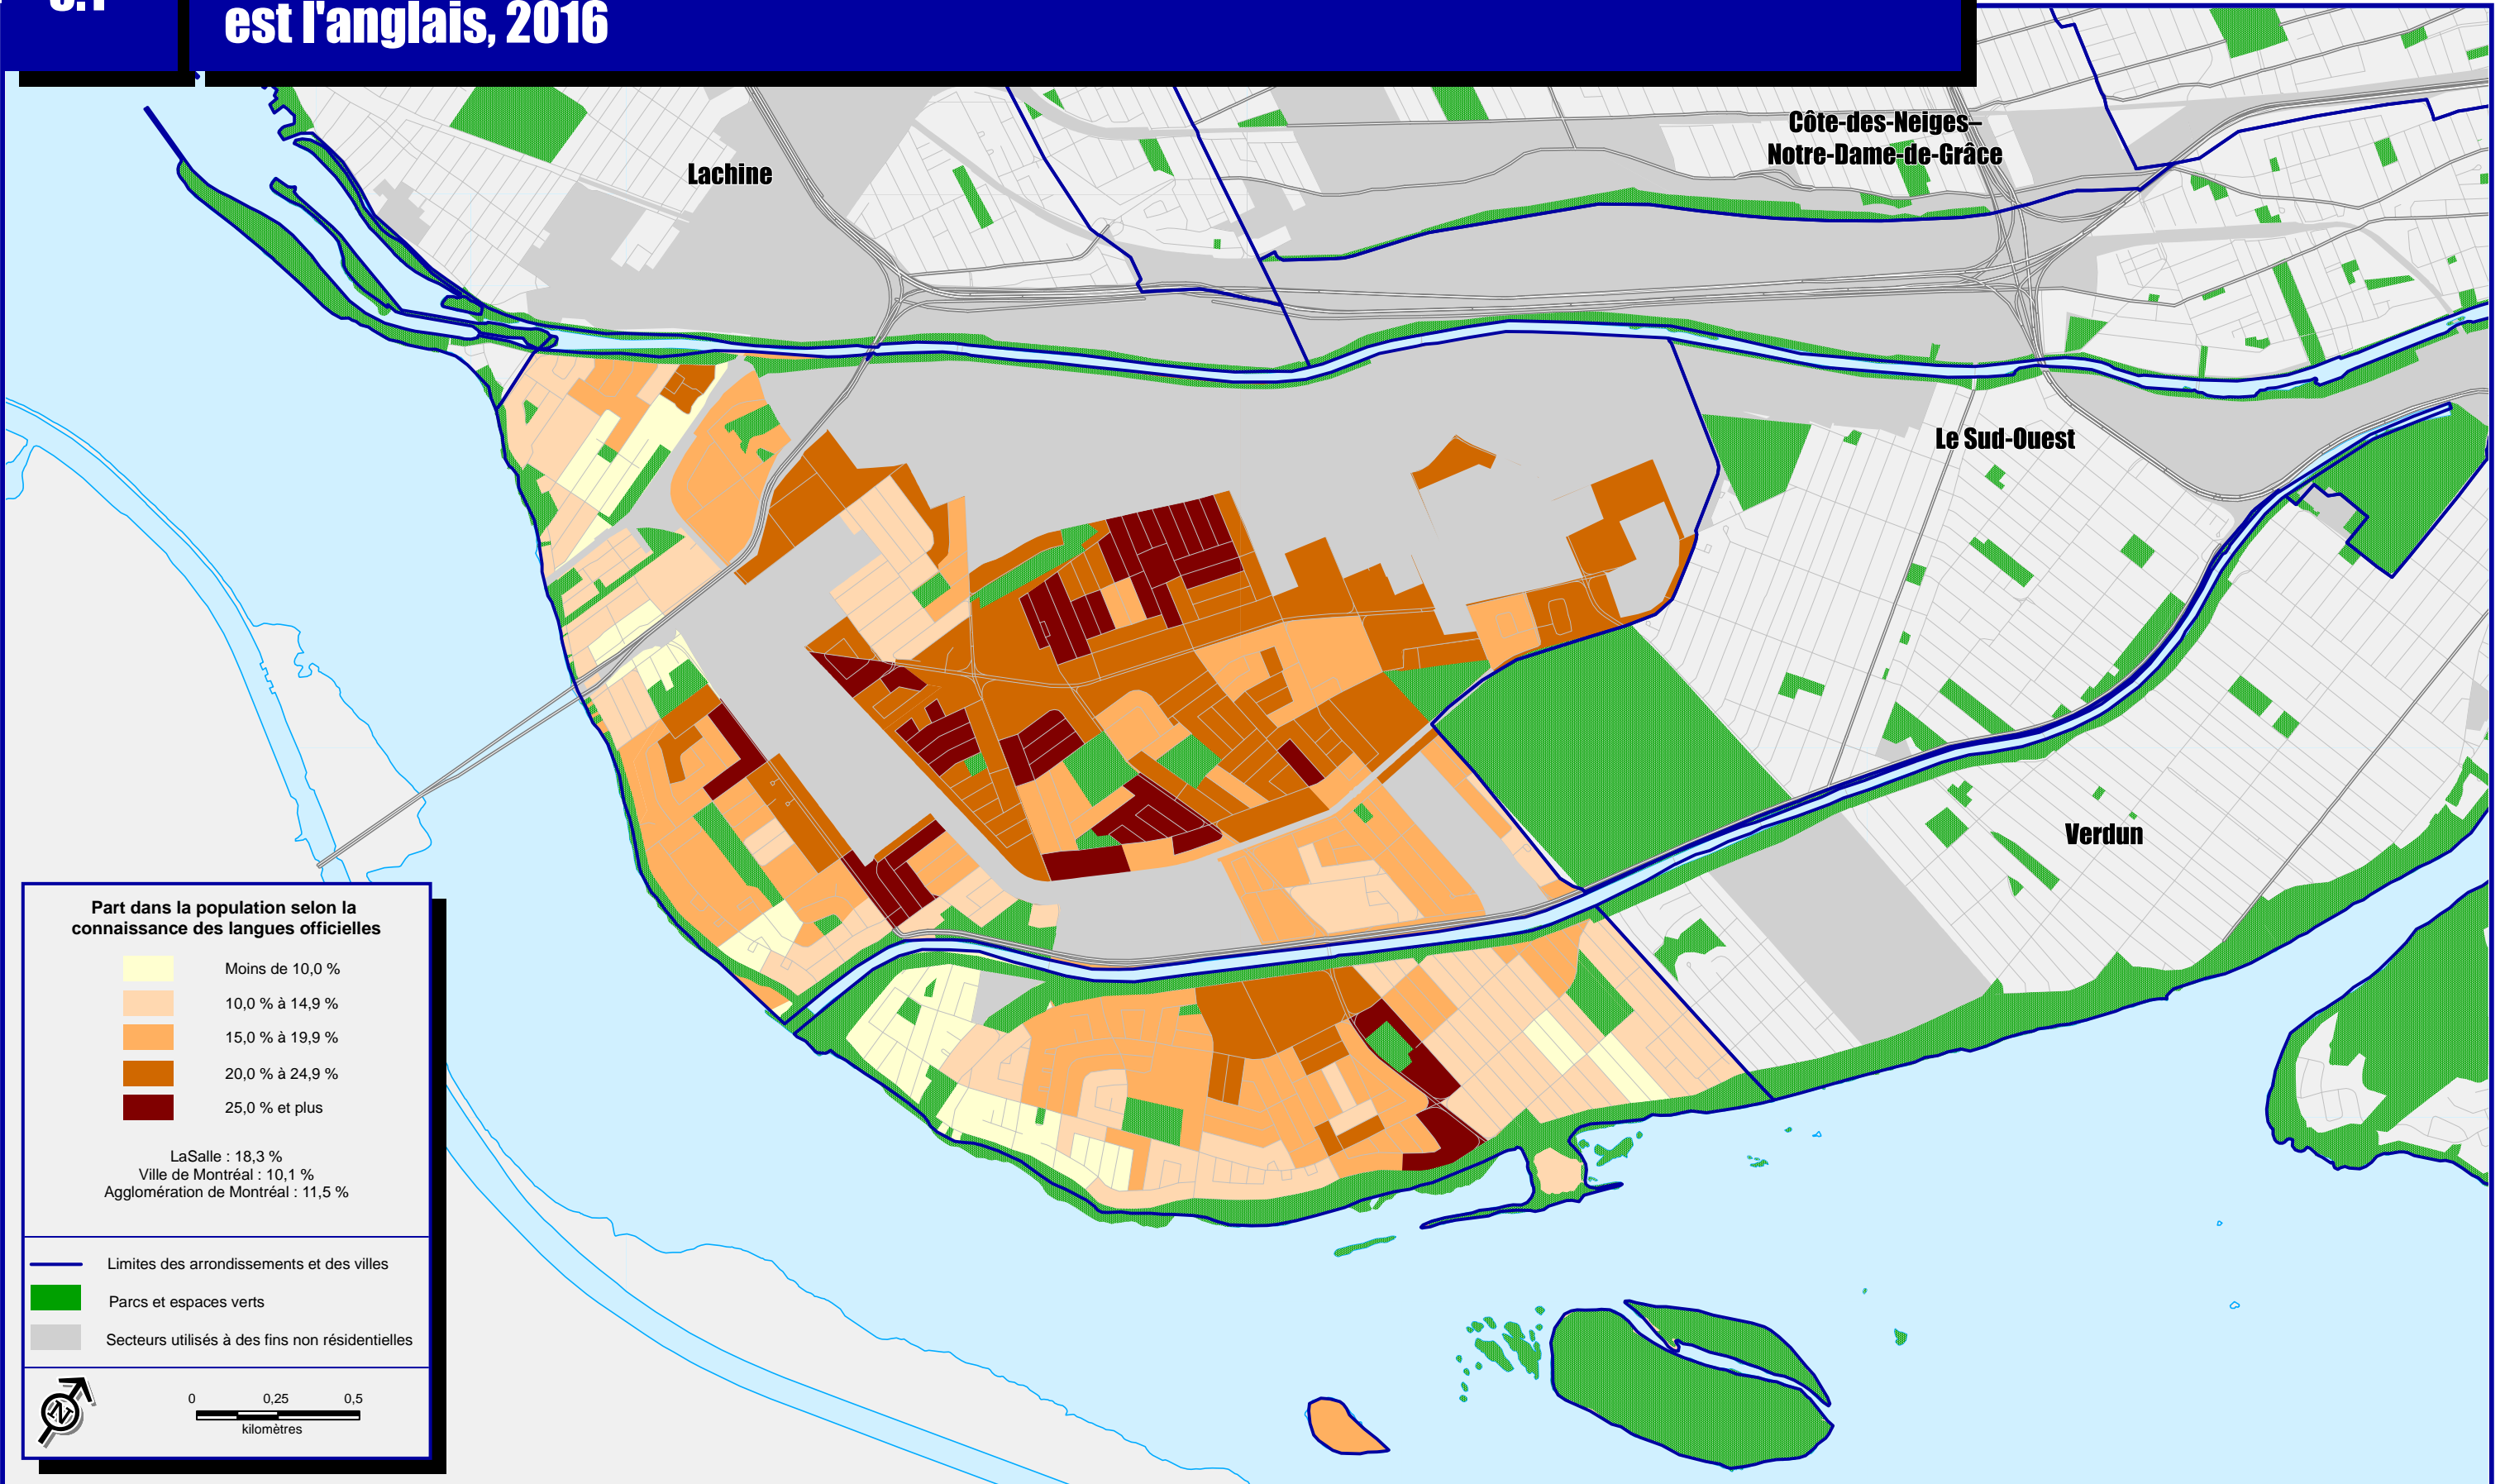 est l'anglais, 2016
Côte-des-Neiges–
Notre-Dame-de-Grâce
Lachine
Le Sud-Ouest
Verdun
Part dans la population selon la
connaissance des langues officielles
Moins de 10,0 %
10,0 % à 14,9 %
15,0 % à 19,9 %
20,0 % à 24,9 %
25,0 % et plus
LaSalle : 18,3 %
Ville de Montréal : 10,1 %
Agglomération de Montréal : 11,5 %
Limites des arrondissements et des villes
Parcs et espaces verts
Secteurs utilisés à des fins non résidentielles
N
0 0,25 0,5
kilomètres